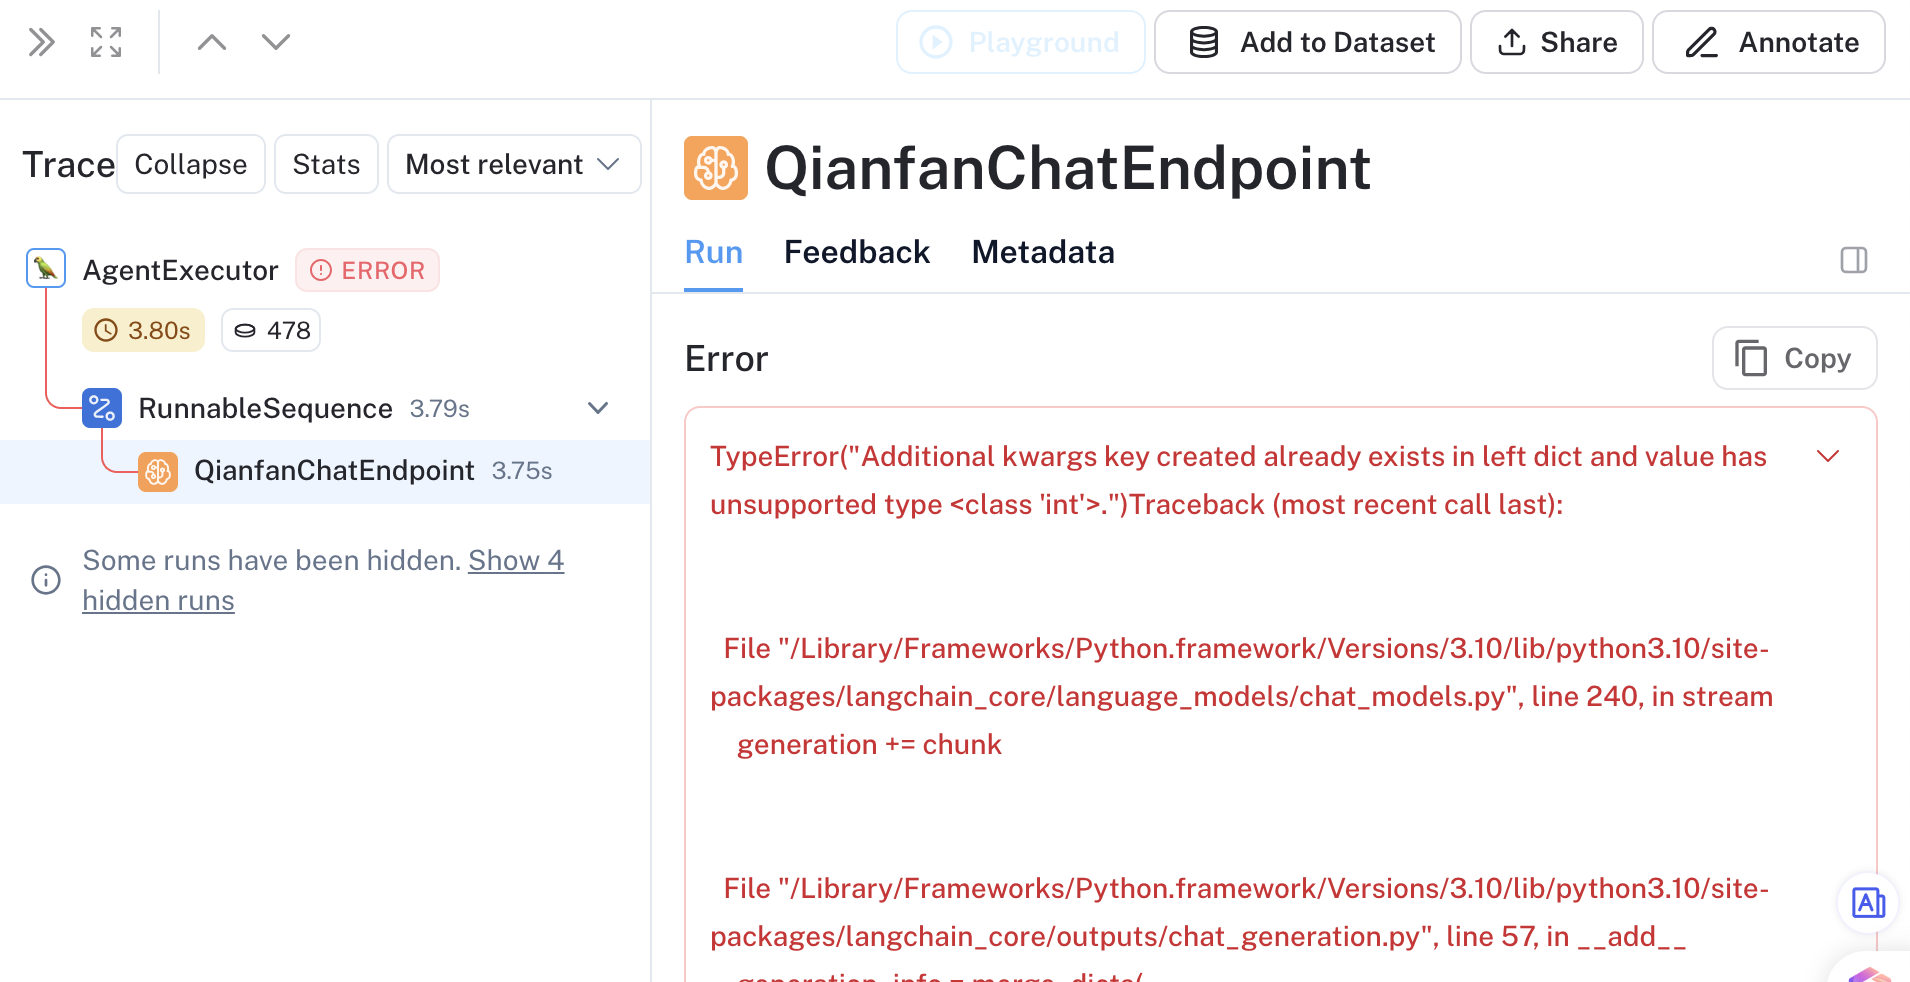 Playground
Add to Dataset
Share
Annotate
Trace
Collapse
Stats
Most relevant
AgentExecutor
ERROR
3.80s
478
RunnableSequence 3.79s
QianfanChatEndpoint 3.75s
Some runs have been hidden. Show 4
hidden runs
QianfanChatEndpoint
Run
Feedback
Metadata
Error
Copy
TypeError("Additional kwargs key created already exists in left dict and value has
unsupported type <class 'int'>.")Traceback (most recent call last):
File "/Library/Frameworks/Python.framework/Versions/3.10/lib/python3.10/site-
packages/langchain_core/language_models/chat_models.py", line 240, in stream
generation += chunk
File "/Library/Frameworks/Python.framework/Versions/3.10/lib/python3.10/site-
packages/langchain_core/outputs/chat_generation.py", line 57, in __add__
generation_info = merge_dicts(